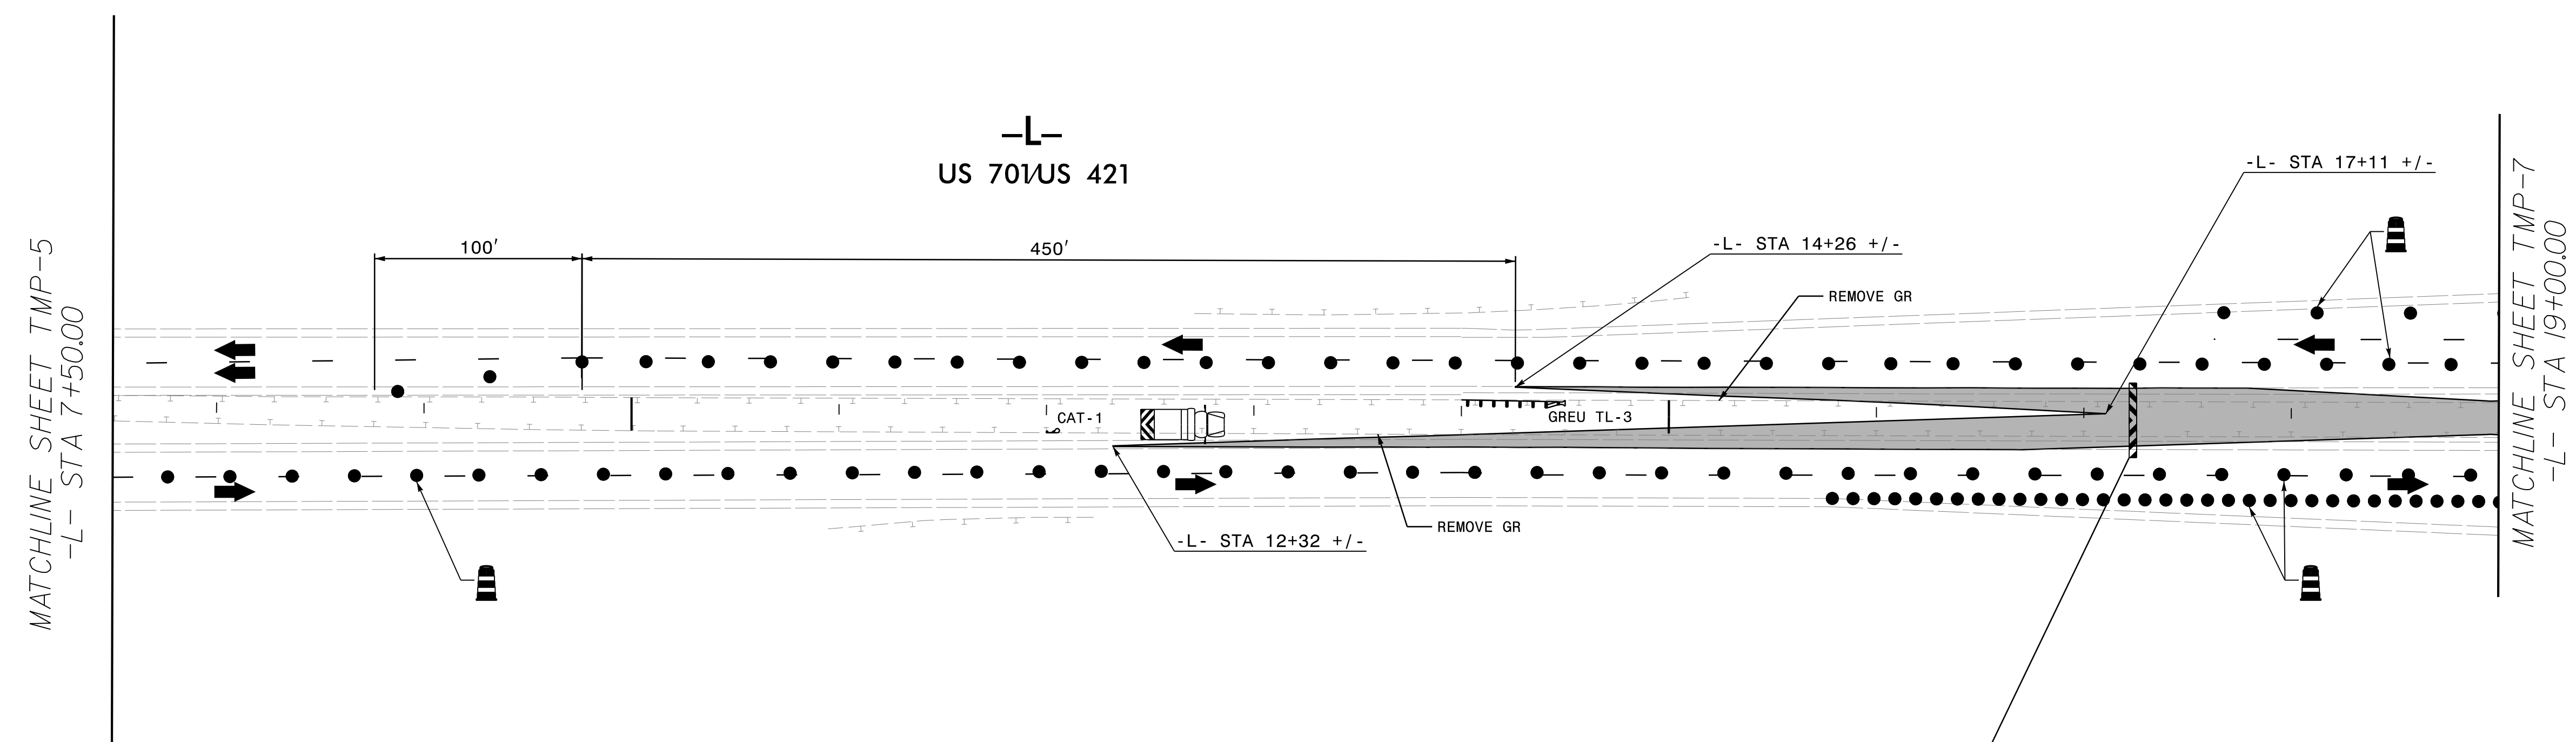 -L-
US 701/US 421
-L- STA 17+11 +/-
100'
450'
-L- STA 14+26 +/-
REMOVE GR
CAT-1
GREU TL-3
REMOVE GR
-L- STA 12+32 +/-
MATCHLINE SHEET TMP-5
-L- STA 7+50.00
MATCHLINE SHEET TMP-7
-L- STA 19+00.00